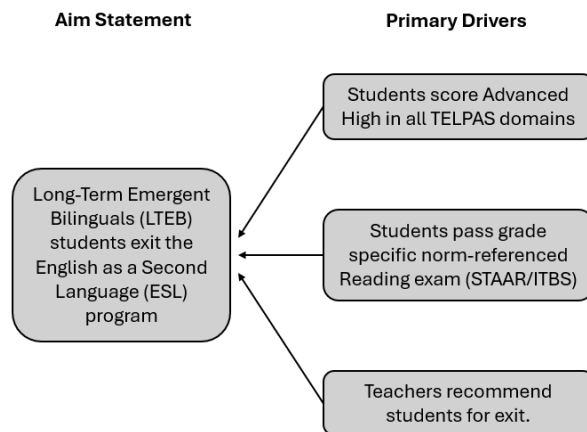 Aim Statement
Primary Drivers
Students score Advanced
High in all TELPAS domains
Long-Term Emergent
Bilinguals (LTEB)
students exit the
English as a Second
Language (ESL)
program
Students pass grade
specific norm-referenced
Reading exam (STAAR/ITBS)
Teachers recommend
students for exit.